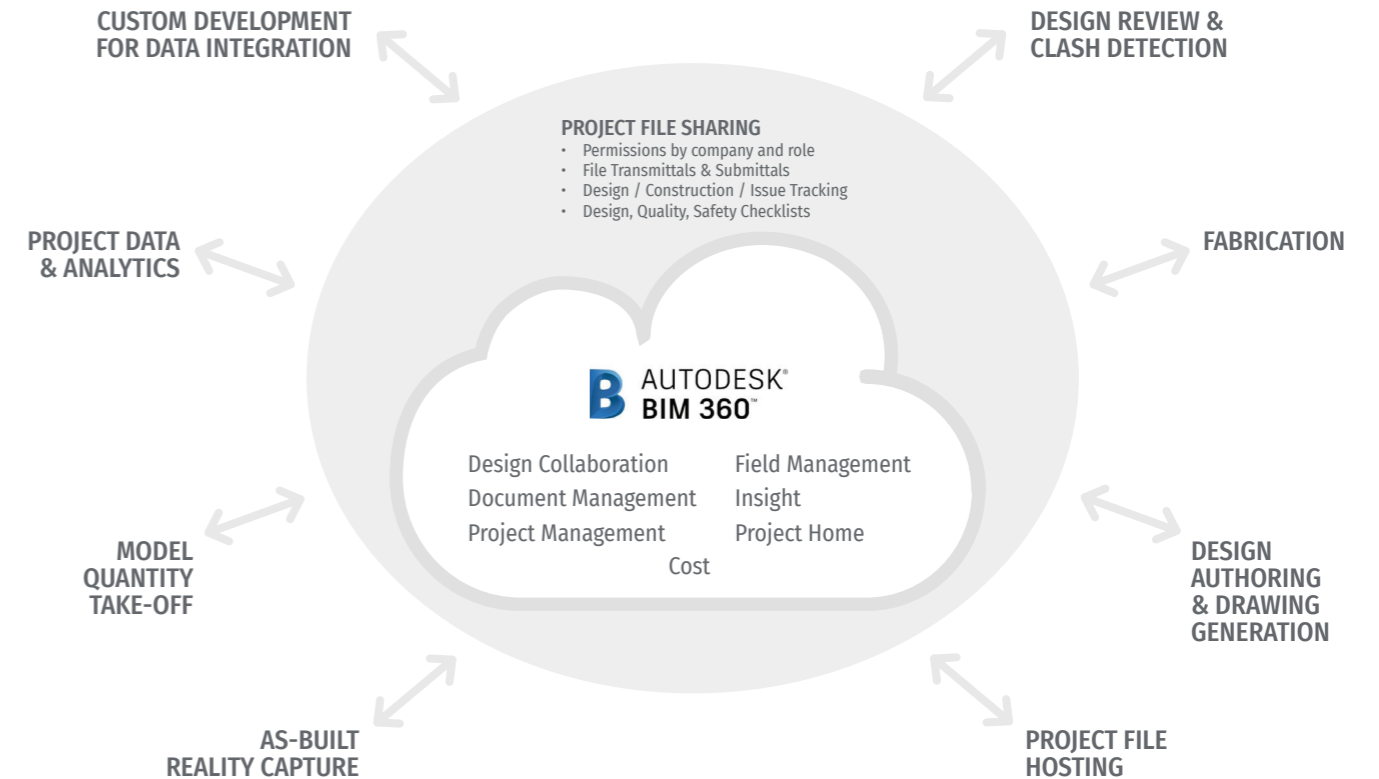 CUSTOM DEVELOPMENT
FOR DATA INTEGRATION
DESIGN REVIEW &
CLASH DETECTION
PROJECT FILE SHARING
• Permissions by company and role
• File Transmittals & Submittals
• Design / Construction / Issue Tracking
• Design, Quality, Safety Checklists
PROJECT DATA
& ANALYTICS
FABRICATION
B AUTODESK®
BIM 360™
Design Collaboration
Document Management
Project Management
Field Management
Insight
Project Home
Cost
MODEL
QUANTITY
TAKE-OFF
DESIGN
AUTHORING
& DRAWING
GENERATION
AS-BUILT
REALITY CAPTURE
PROJECT FILE
HOSTING